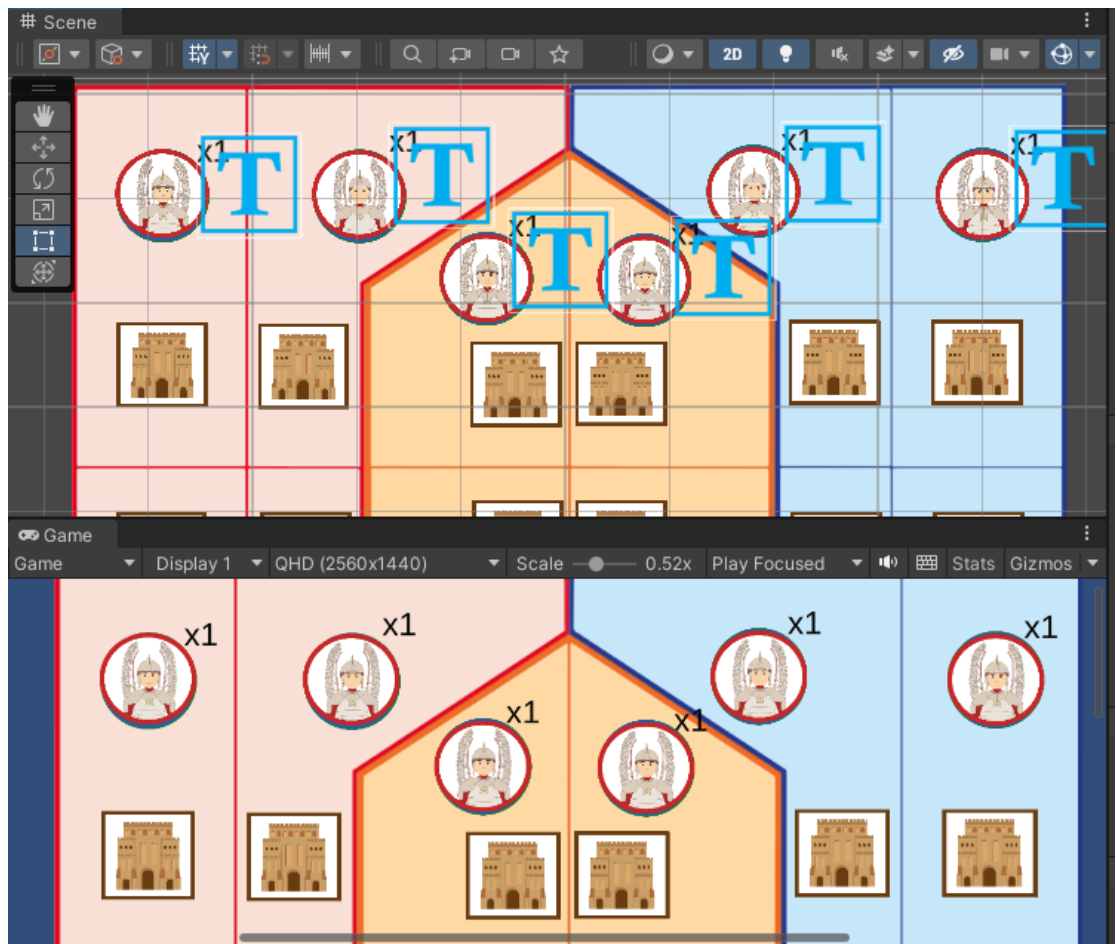 Scene
2D
x1 T x1 T x1 T x1 T
x1 T x1 T
Game
Game Display 1 QHD (2560x1440) Scale 0.52x Play Focused Stats Gizmos
x1 x1 x1 x1
x1 x1